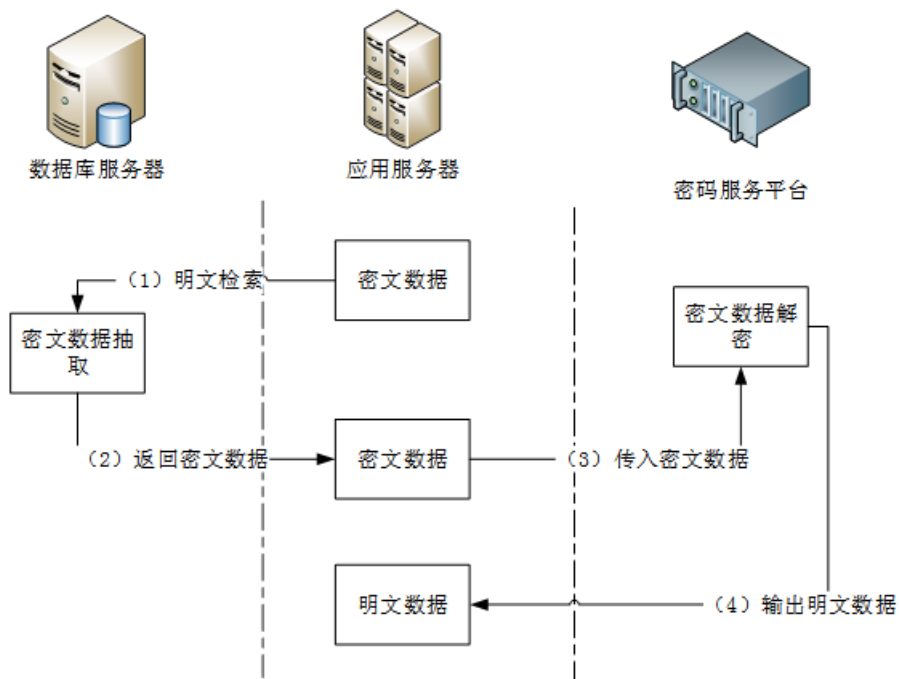 数据库服务器
应用服务器
密码服务平台
(1)明文检索
密文数据
密文数据抽
取
密文数据解
密
(2)返回密文数据
密文数据
(3)传入密文数据
明文数据
(4)输出明文数据